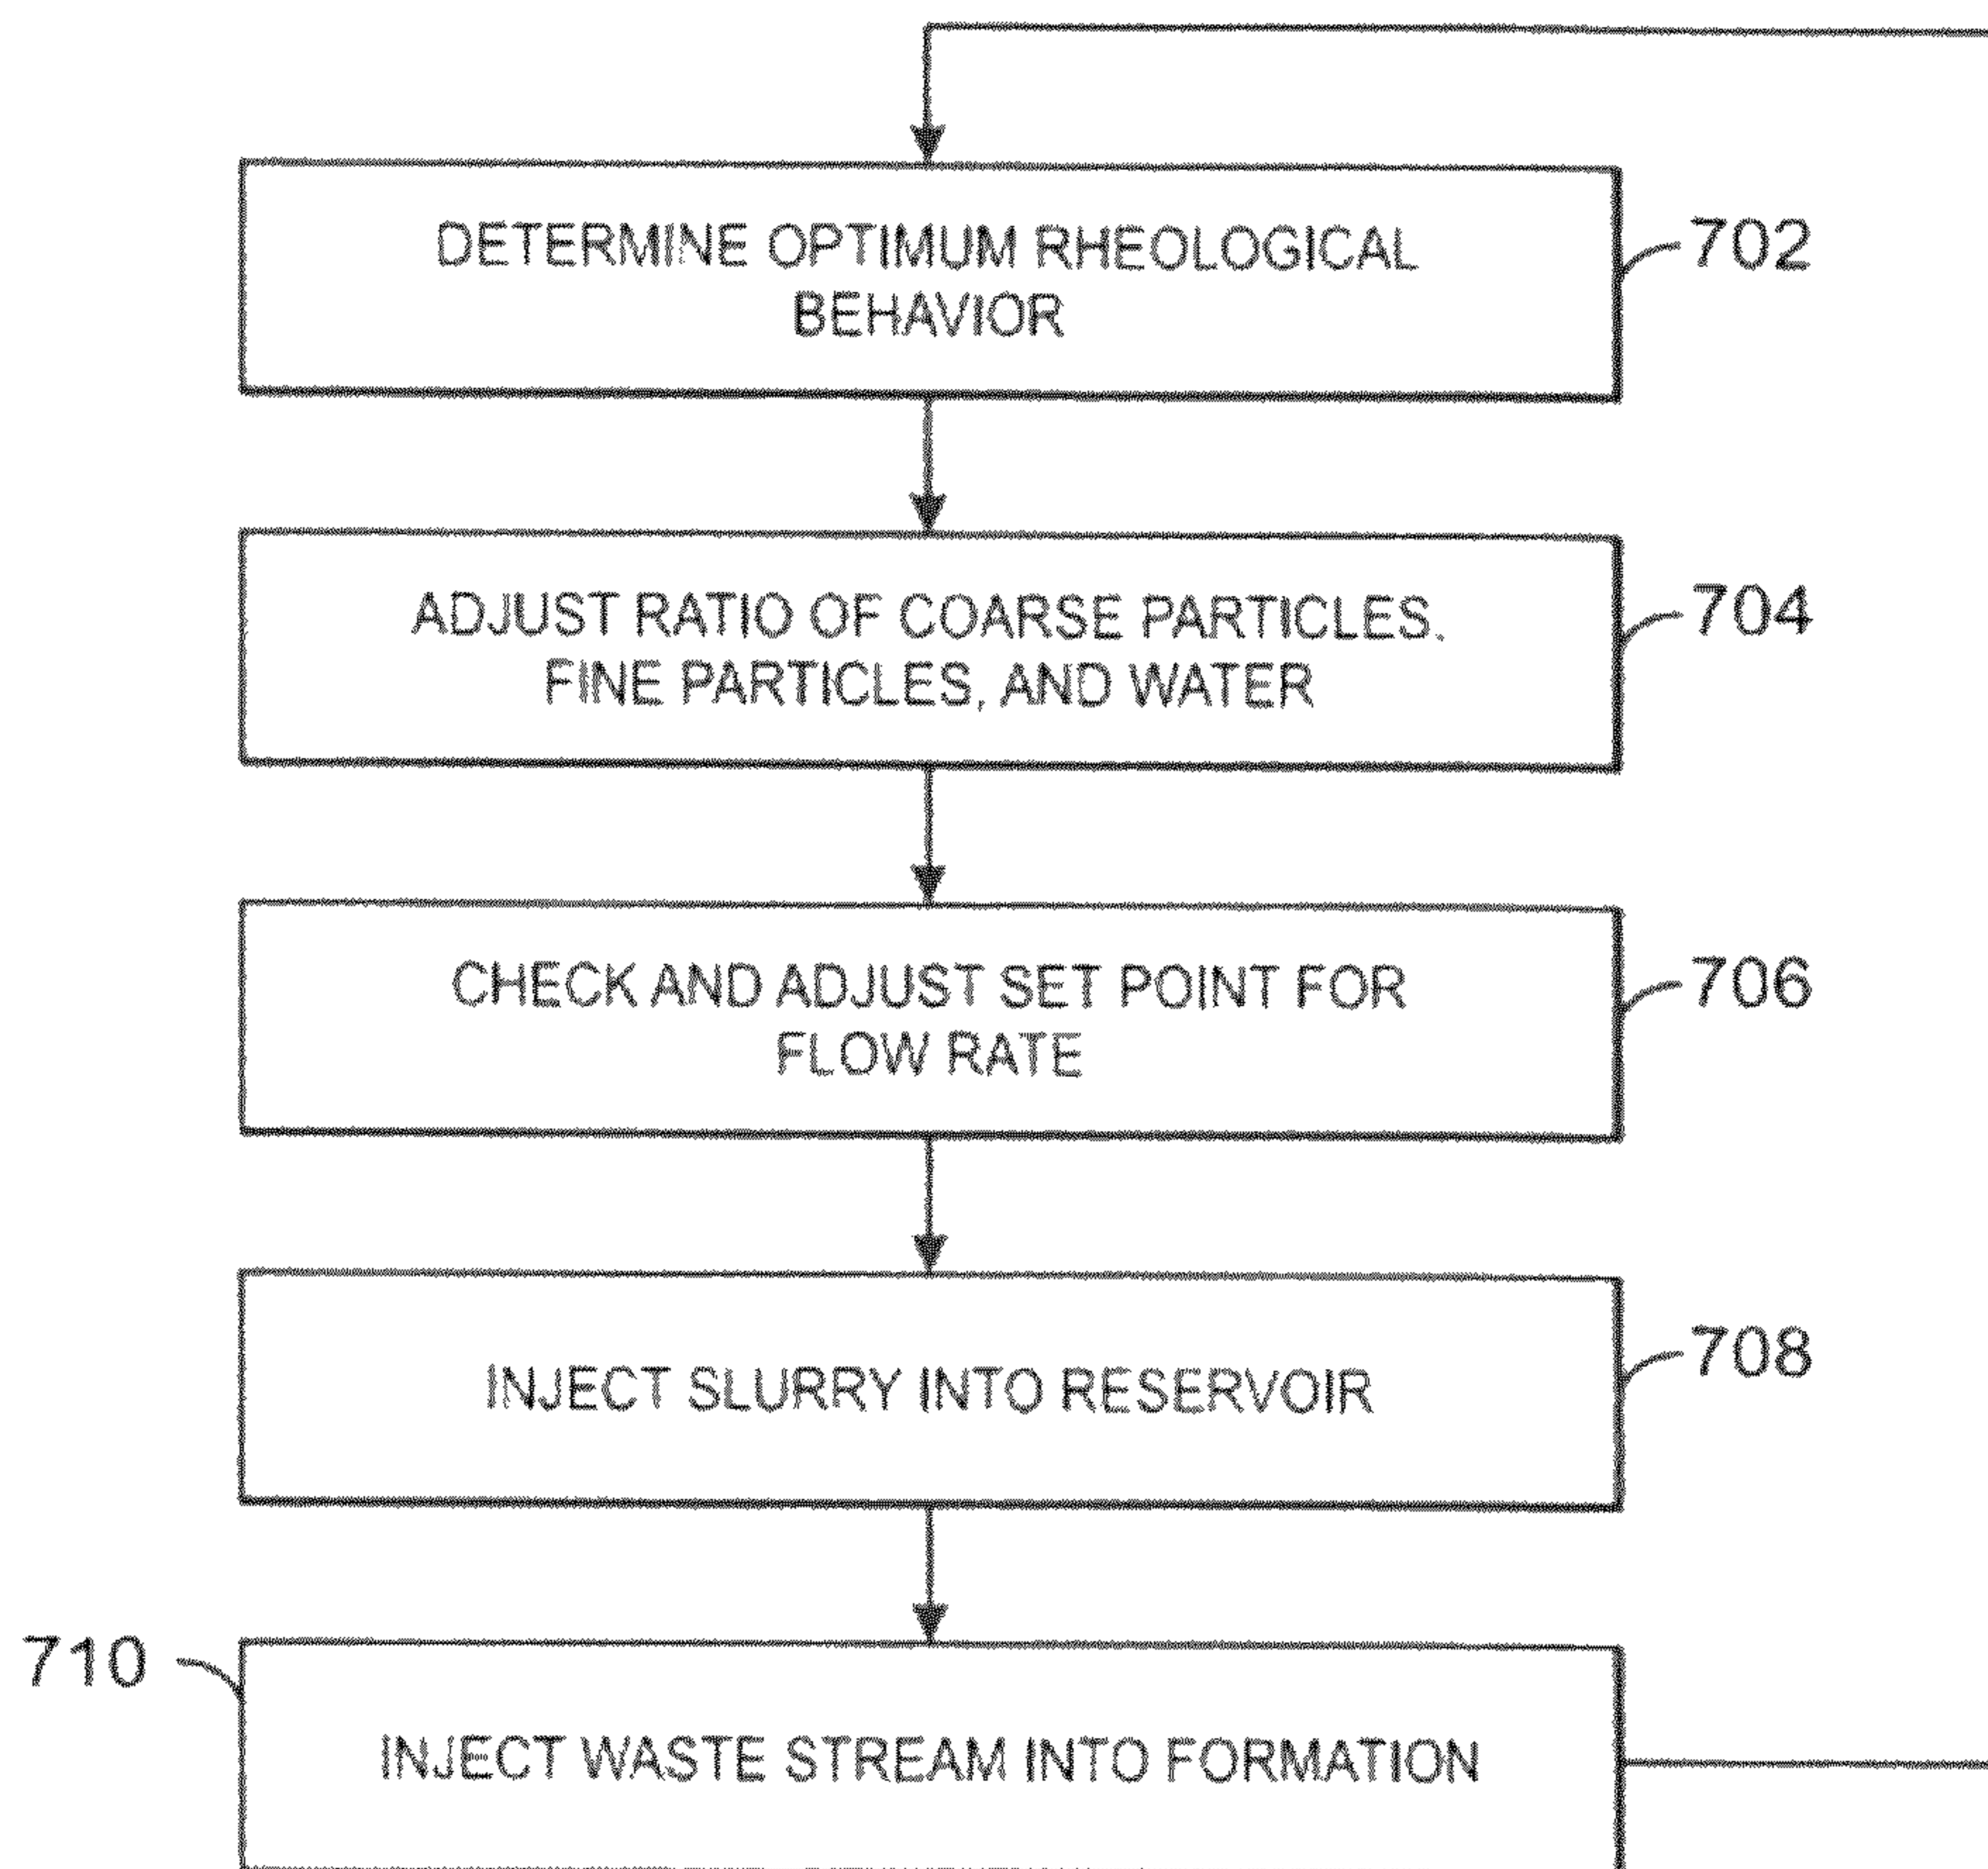 DETERMINE OPTIMUM RHEOLOGICAL
BEHAVIOR
702
ADJUST RATIO OF COARSE PARTICLES,
FINE PARTICLES, AND WATER
704
CHECK AND ADJUST SET POINT FOR
FLOW RATE
706
INJECT SLURRY INTO RESERVOIR
708
710
INJECT WASTE STREAM INTO FORMATION